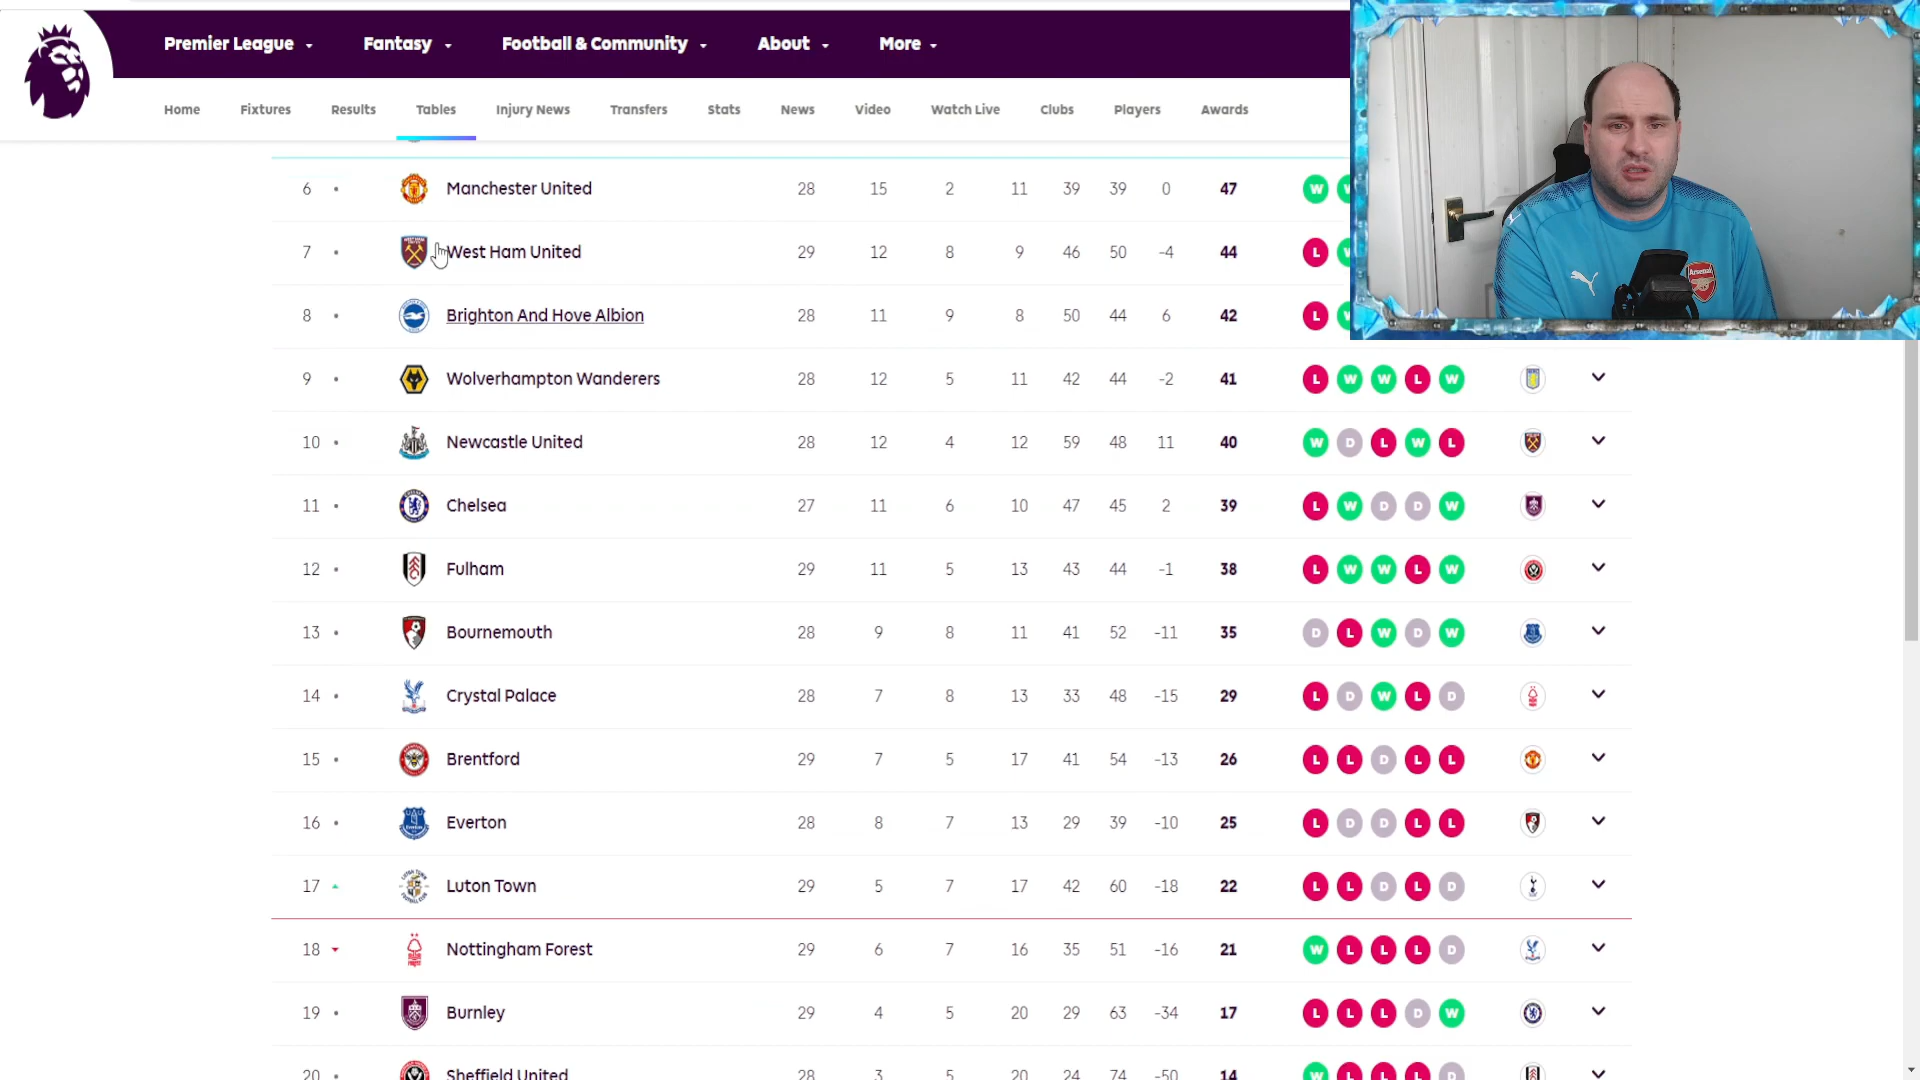 Premier League Fantasy Football & Community About More
Home Fixtures Results Tables Injury News Transfers Stats News Video Watch Live Clubs Players Awards
6 Manchester United 28 15 2 11 39 39 0 47 W
7 West Ham United 29 12 8 9 46 50 -4 44 L
8 Brighton And Hove Albion 28 11 9 8 50 44 6 42 L
9 Wolverhampton Wanderers 28 12 5 11 42 44 -2 41 L W W L W
10 Newcastle United 28 12 4 12 59 48 11 40 W D L W L
11 Chelsea 27 11 6 10 47 45 2 39 L W D D W
12 Fulham 29 11 5 13 43 44 -1 38 L W W L W
13 Bournemouth 28 9 8 11 41 52 -11 35 D L W D W
14 Crystal Palace 28 7 8 13 33 48 -15 29 L D W L D
15 Brentford 29 7 5 17 41 54 -13 26 L L D L L
16 Everton 28 8 7 13 29 39 -10 25 L D D L L
17 Luton Town 29 5 7 17 42 60 -18 22 L L D L D
18 Nottingham Forest 29 6 7 16 35 51 -16 21 W L L L D
19 Burnley 29 4 5 20 29 63 -34 17 L L L D W
20 Sheffield United 28 3 5 20 24 74 -50 14 W L L L D
Arsenal